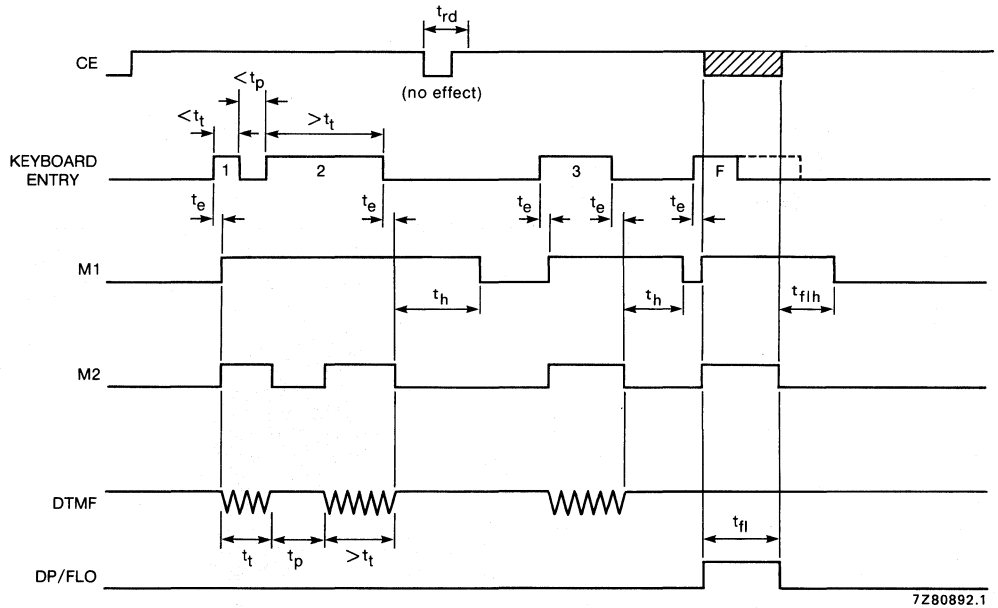 t_rd
CE
(no effect)
<t_p
<t_t
>t_t
KEYBOARD
ENTRY
1
2
3
F
t_e
t_e
t_e
t_e
t_e
M1
t_h
t_h
t_flh
M2
DTMF
t_t
t_p
>t_t
t_fl
DP/FLO
7Z80892.1